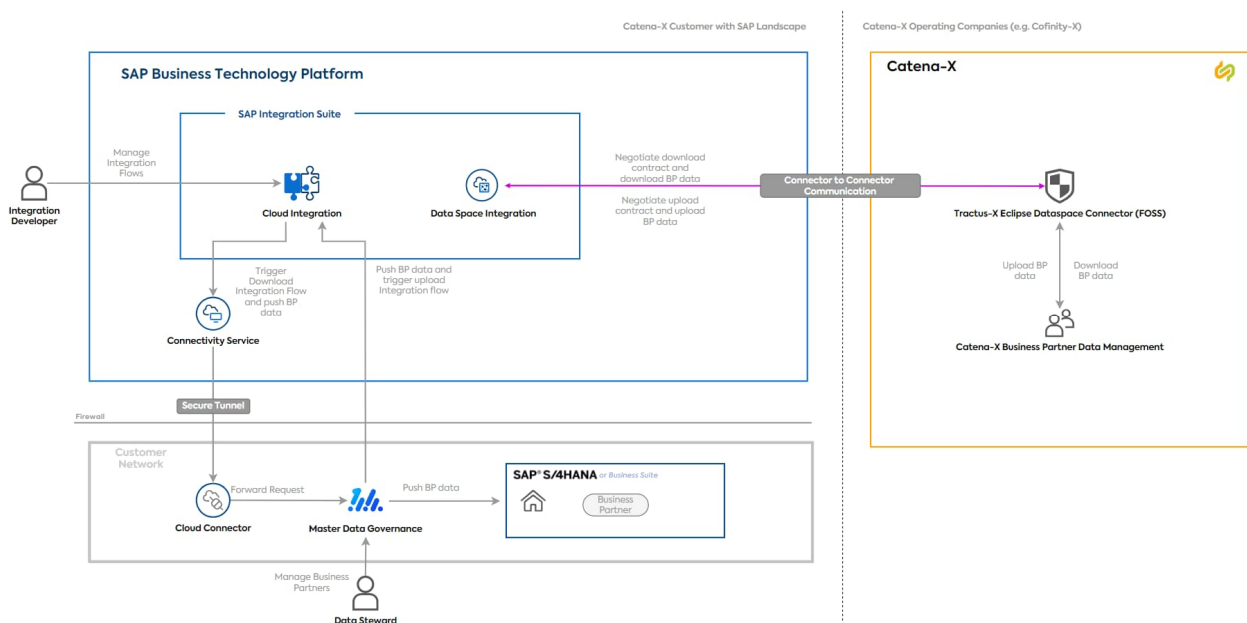 Catena-X Customer with SAP Landscape
Catena-X Operating Companies (e.g. Cofinity-X)
SAP Business Technology Platform
Catena-X
SAP Integration Suite
Manage
Integration
Flows
Integration
Developer
Cloud Integration
Data Space Integration
Negotiate download
contract and
download BP data
Negotiate upload
contract and upload
BP data
Connector to Connector
Communication
Tractus-X Eclipse Dataspace Connector (FOSS)
Upload BP
data
Download
BP data
Catena-X Business Partner Data Management
Trigger
Download
Integration Flow
and push BP
data
Push BP data and
trigger upload
Integration flow
Connectivity Service
Secure Tunnel
Firewall
Customer
Network
Cloud Connector
Forward Request
Master Data Governance
Push BP data
SAP® S/4HANA or Business Suite
Business
Partner
Manage Business
Partners
Data Steward